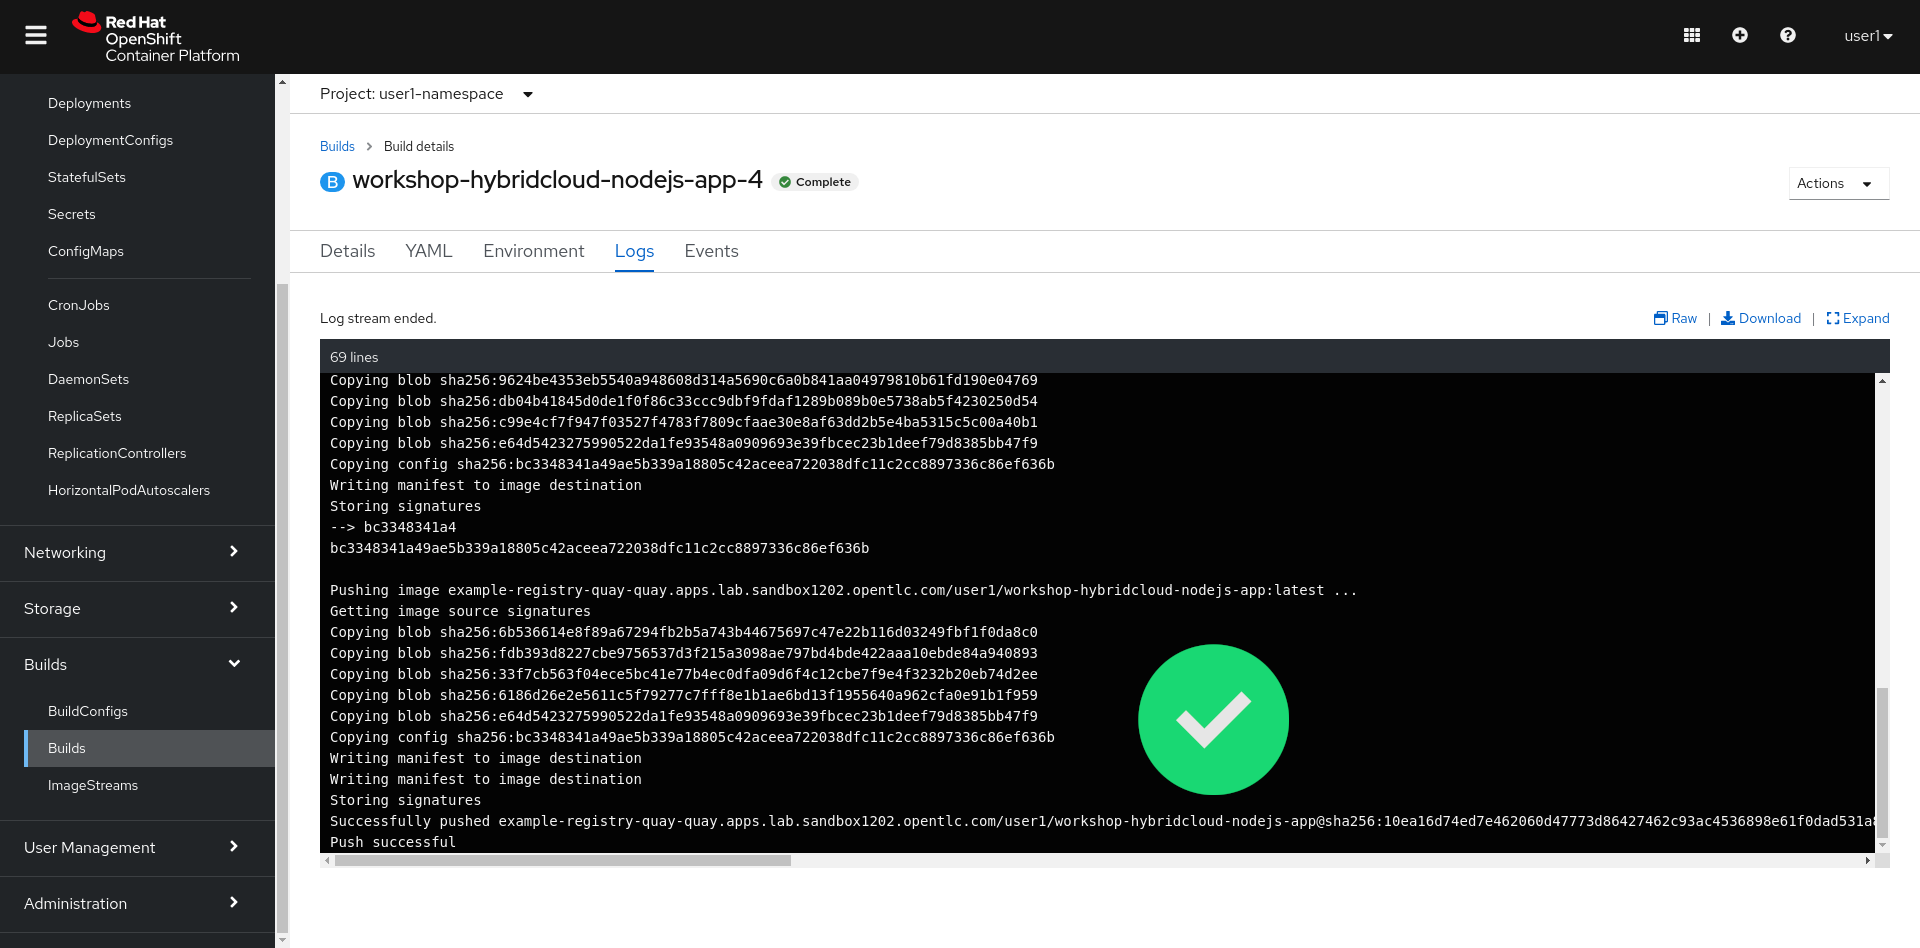 Red Hat
OpenShift
Container Platform
user1
Deployments
DeploymentConfigs
StatefulSets
Secrets
ConfigMaps
CronJobs
Jobs
DaemonSets
ReplicaSets
ReplicationControllers
HorizontalPodAutoscalers
Networking
Storage
Builds
BuildConfigs
Builds
ImageStreams
User Management
Administration
Project: user1-namespace
Builds > Build details
B workshop-hybridcloud-nodejs-app-4 Complete
Actions
Details YAML Environment Logs Events
Log stream ended.
Raw | Download | Expand
69 lines
Copying blob sha256:9624be4353eb5540a948608d314a5690c6a0b841aa04979810b61fd190e04769
Copying blob sha256:db04b41845d0de1f0f86c33ccc9dbf9fdaf1289b089b0e5738ab5f4230250d54
Copying blob sha256:c99e4cf7f947f03527f4783f7809cfaae30e8af63dd2b5e4ba5315c5c00a40b1
Copying blob sha256:e64d5423275990522da1fe93548a0909693e39fbcec23b1deef79d8385bb47f9
Copying config sha256:bc3348341a49ae5b339a18805c42aceea722038dfc11c2cc8897336c86ef636b
Writing manifest to image destination
Storing signatures
--> bc3348341a4
bc3348341a49ae5b339a18805c42aceea722038dfc11c2cc8897336c86ef636b
Pushing image example-registry-quay-quay.apps.lab.sandbox1202.opentlc.com/user1/workshop-hybridcloud-nodejs-app:latest ...
Getting image source signatures
Copying blob sha256:6b536614e8f89a67294fb2b5a743b44675697c47e22b116d03249fbf1f0da8c0
Copying blob sha256:fdb393d8227cbe9756537d3f215a3098ae797bd4bde422aaa10ebde84a940893
Copying blob sha256:33f7cb563f04ece5bc41e77b4ec0dfa09d6f4c12cbe7f9e4f3232b20eb74d2ee
Copying blob sha256:6186d26e2e5611c5f79277c7fff8e1b1ae6bd13f1955640a962cfa0e91b1f959
Copying blob sha256:e64d5423275990522da1fe93548a0909693e39fbcec23b1deef79d8385bb47f9
Copying config sha256:bc3348341a49ae5b339a18805c42aceea722038dfc11c2cc8897336c86ef636b
Writing manifest to image destination
Writing manifest to image destination
Storing signatures
Successfully pushed example-registry-quay-quay.apps.lab.sandbox1202.opentlc.com/user1/workshop-hybridcloud-nodejs-app@sha256:10ea16d74ed7e462060d47773d86427462c93ac4536898e61f0dad531a
Push successful